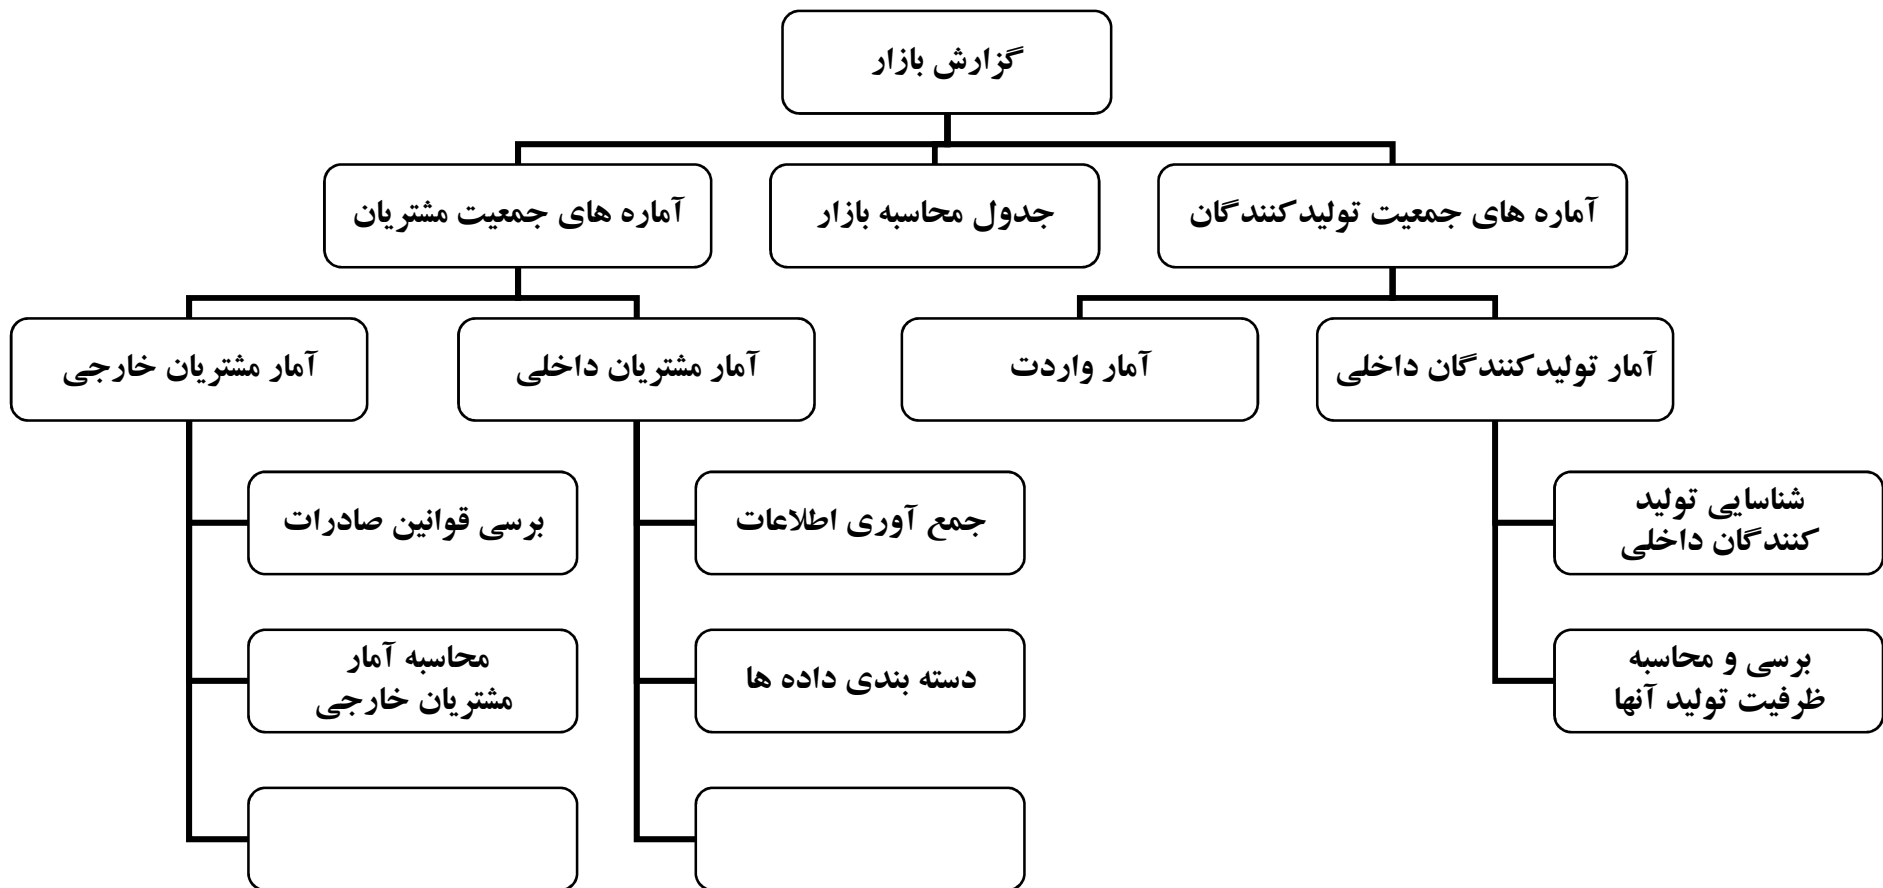 گزارش بازار
آماره های جمعیت تولیدکنندگان
جدول محاسبه بازار
آماره های جمعیت مشتریان
آمار تولیدکنندگان داخلی
آمار واردت
آمار مشتریان داخلی
آمار مشتریان خارجی
شناسایی تولید
کنندگان داخلی
جمع آوری اطلاعات
برسی قوانین صادرات
برسی و محاسبه
ظرفیت تولید آنها
دسته بندی داده ها
محاسبه آمار
مشتریان خارجی